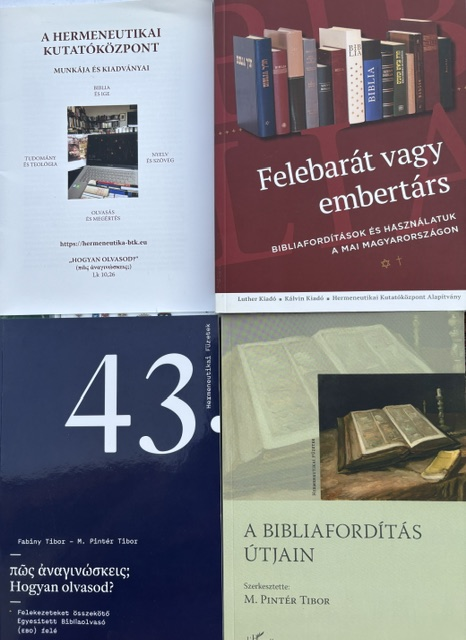 A HERMENEUTIKAI
KUTATÓKÖZPONT
MUNKÁJA ÉS KIADVÁNYAI
BIBLIA
ÉS IGE
TUDOMÁNY
ÉS TEOLÓGIA
NYELV
ÉS SZÖVEG
OLVASÁS
ÉS MEGÉRTÉS
https://hermeneutika-btk.eu
„HOGYAN OLVASOD?"
(πῶς ἀναγινώσκεις;)
Lk 10,26
BIBLIA
BIBLIA
Felebarát vagy
embertárs
BIBLIAFORDÍTÁSOK ÉS HASZNÁLATUK
A MAI MAGYARORSZÁGON
Luther Kiadó • Kálvin Kiadó • Hermeneutikai Kutatóközpont Alapítvány
43.
Hermeneutikai Füzetek
Fabiny Tibor – M. Pintér Tibor
πῶς ἀναγινώσκεις;
Hogyan olvasod?
Felekezeteket összekötő
Egyesített Bibliaolvasó
(EBO) felé
A BIBLIAFORDÍTÁS
ÚTJAIN
Szerkesztette:
M. PINTÉR TIBOR